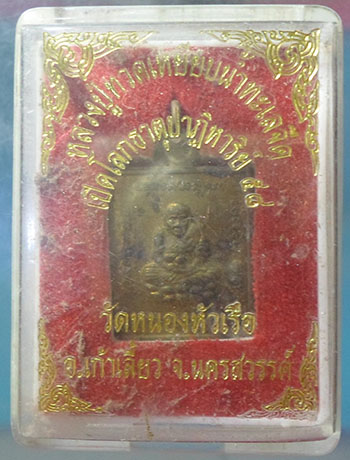 หลวงปู่ทวดเหยียบน้ำทะเลจืด
เปิดโลกธาตุปาฏิหาริย์ ๕๔
วัดหนองหัวเรือ
อ.เก้าเลี้ยว จ.นครสวรรค์